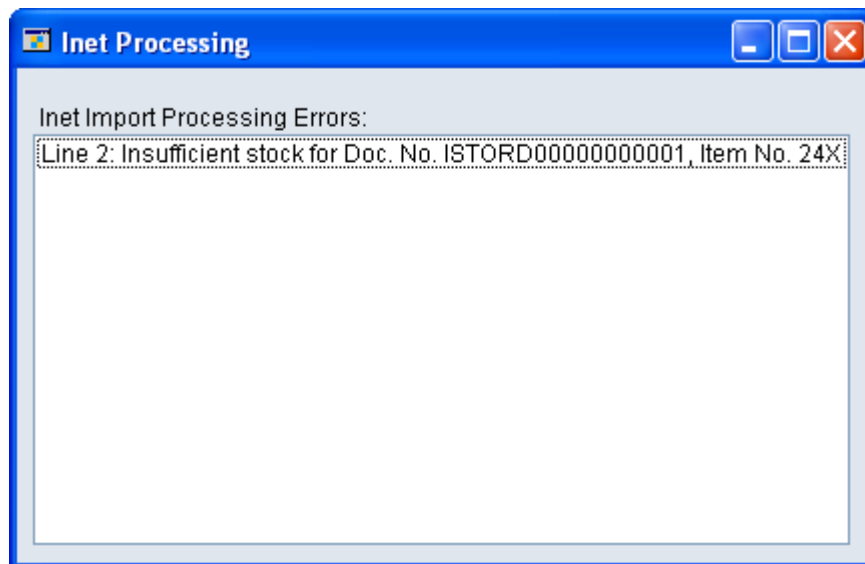 Inet Processing
Inet Import Processing Errors:
Line 2: Insufficient stock for Doc. No. ISTORD00000000001, Item No. 24X